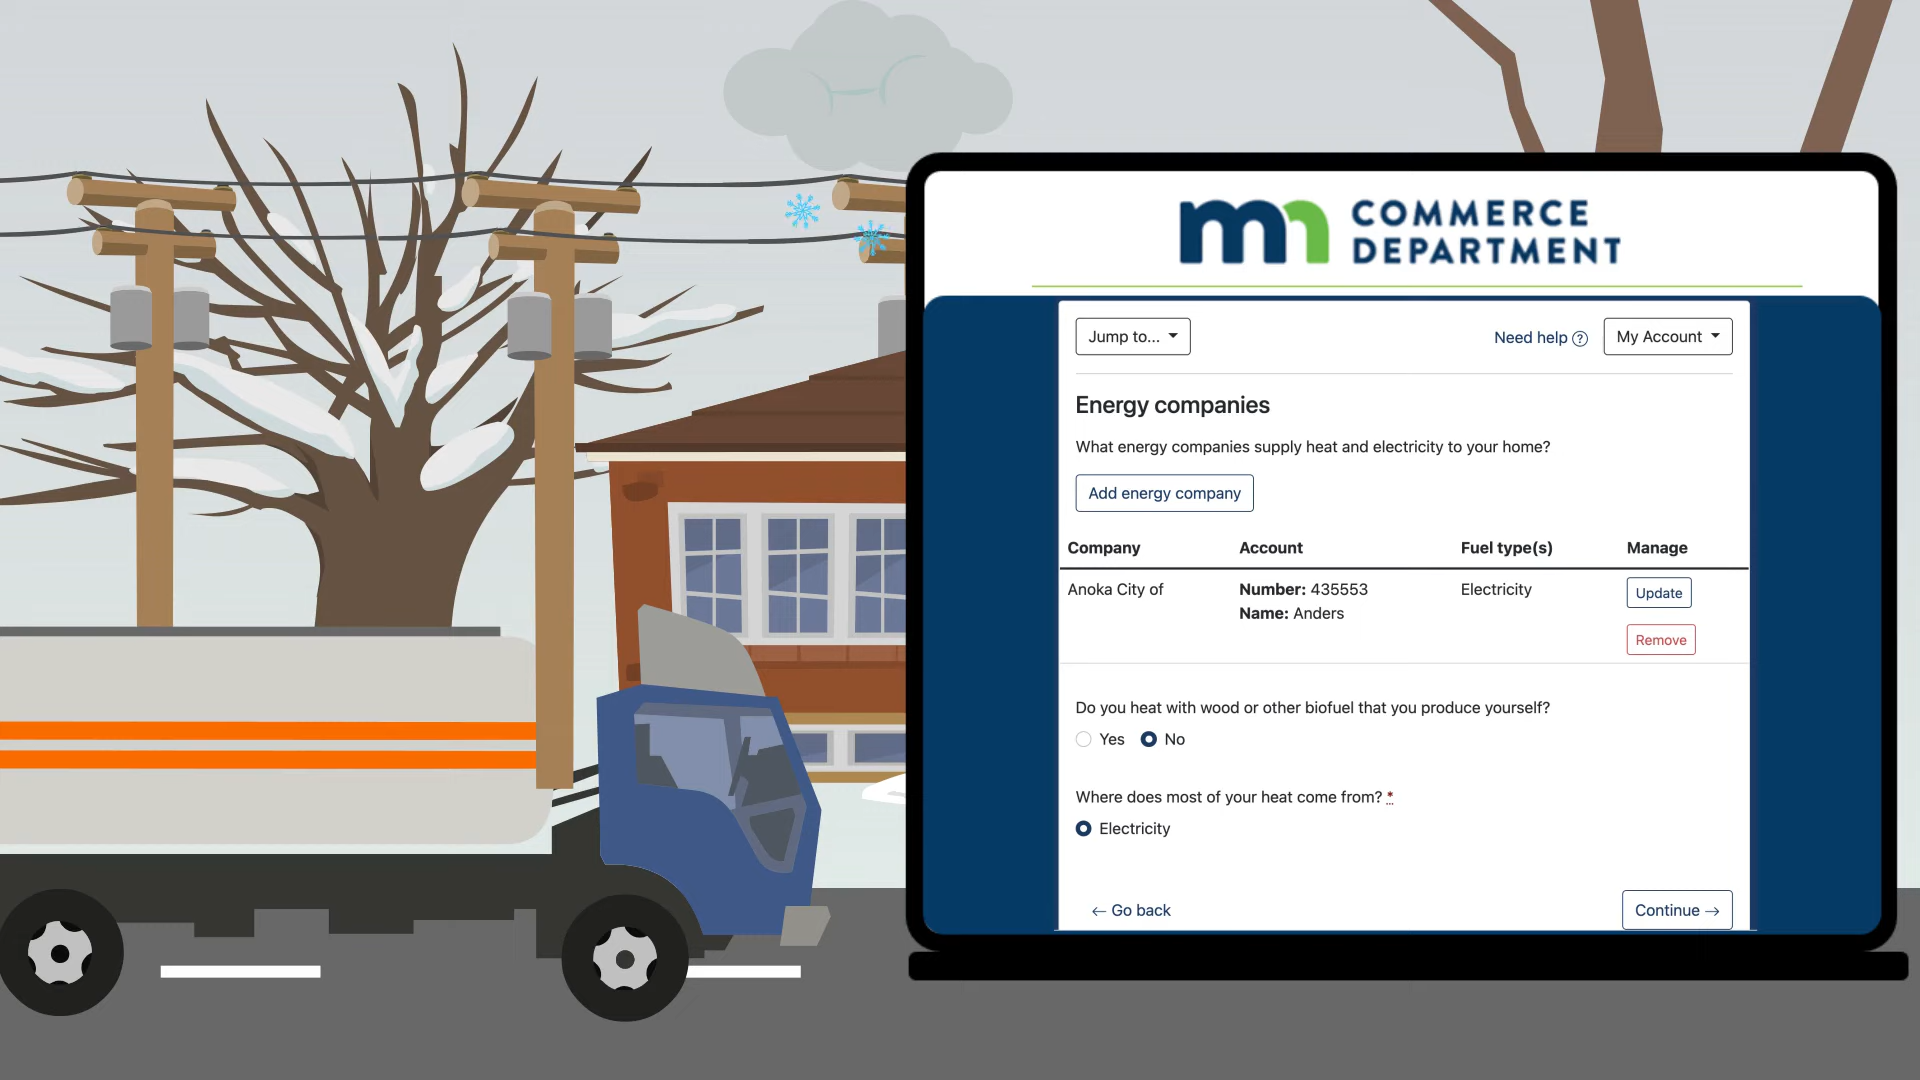 mn COMMERCE
DEPARTMENT
Jump to...
Need help ?
My Account
Energy companies
What energy companies supply heat and electricity to your home?
Add energy company
Company Account Fuel type(s) Manage
Anoka City of Number: 435553 Electricity Update
Name: Anders
Remove
Do you heat with wood or other biofuel that you produce yourself?
Yes No
Where does most of your heat come from? *
Electricity
← Go back Continue →